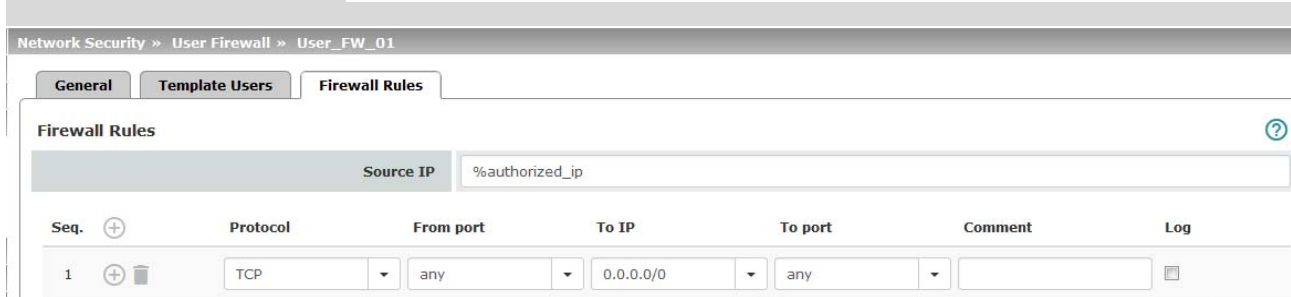 Network Security » User Firewall » User_FW_01
General Template Users Firewall Rules
Firewall Rules
?
Source IP %authorized_ip
Seq. Protocol From port To IP To port Comment Log
1 TCP any 0.0.0.0/0 any